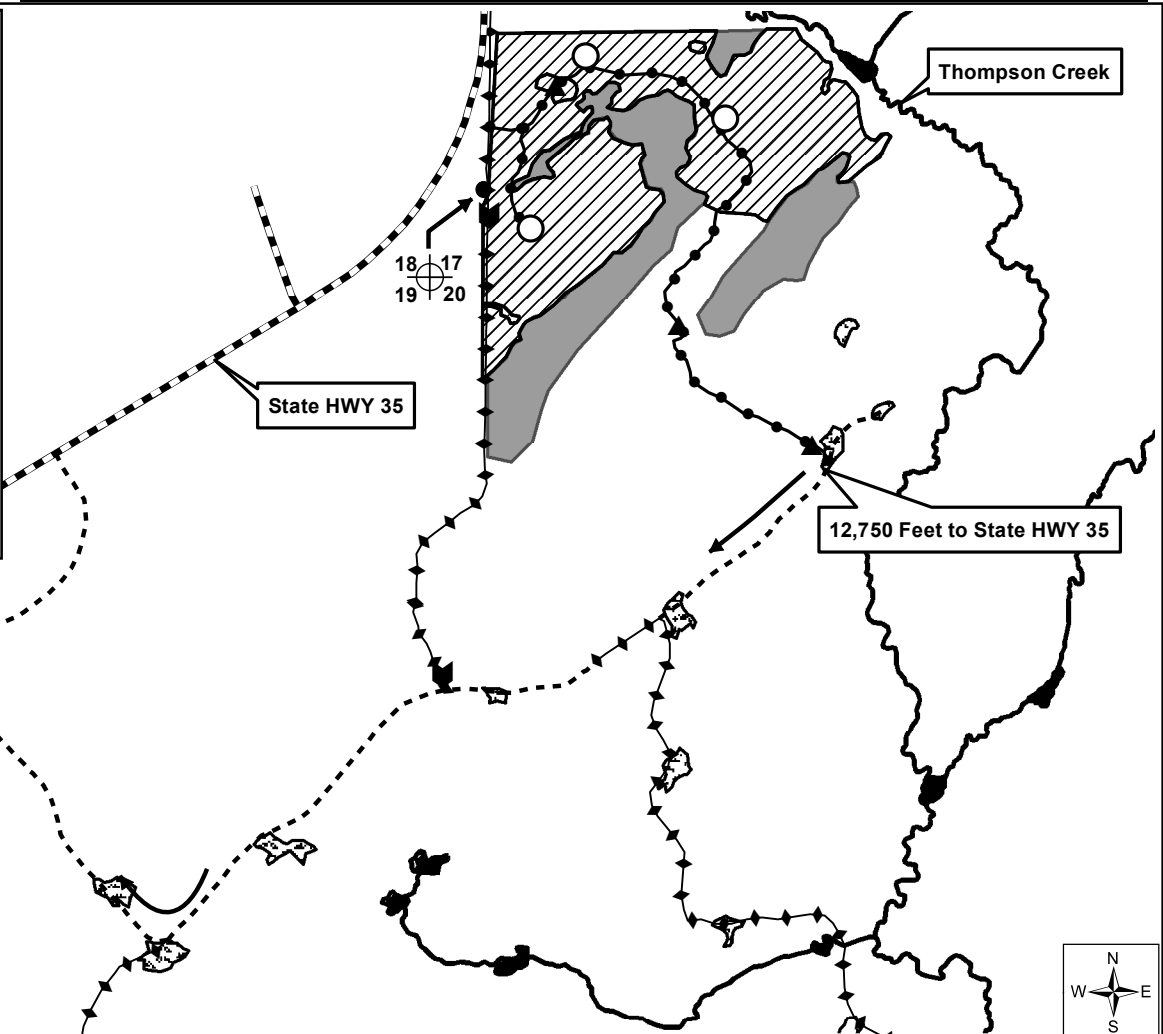 Thompson Creek
18 17
19 20
State HWY 35
12,750 Feet to State HWY 35
N
W E
S